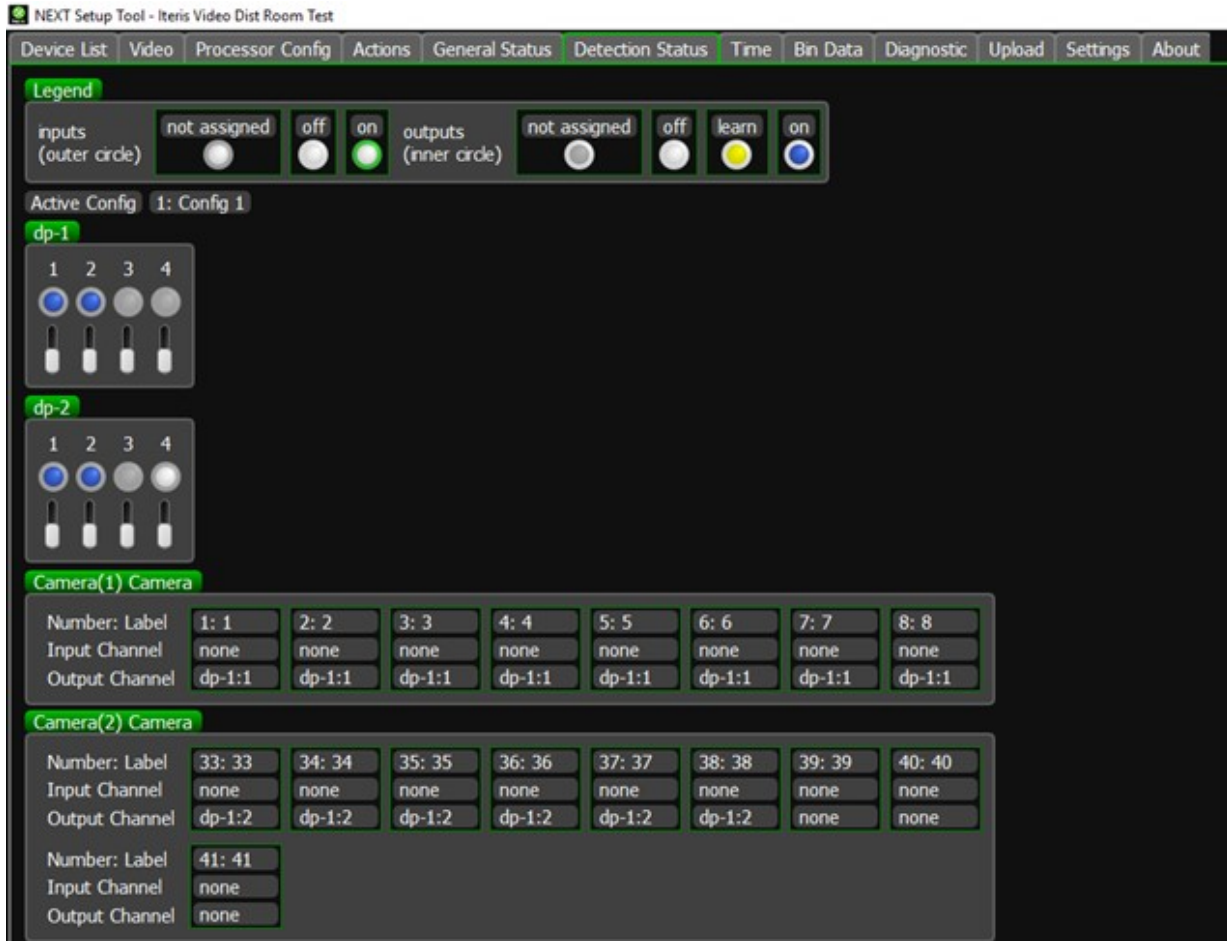 NEXT Setup Tool - Iteris Video Dist Room Test
Device List Video Processor Config Actions General Status Detection Status Time Bin Data Diagnostic Upload Settings About
Legend
inputs (outer circle) not assigned off on outputs (inner circle) not assigned off learn on
Active Config 1: Config 1
dp-1
1 2 3 4
dp-2
1 2 3 4
Camera(1) Camera
Number: Label 1: 1 2: 2 3: 3 4: 4 5: 5 6: 6 7: 7 8: 8
Input Channel none none none none none none none none
Output Channel dp-1:1 dp-1:1 dp-1:1 dp-1:1 dp-1:1 dp-1:1 dp-1:1 dp-1:1
Camera(2) Camera
Number: Label 33: 33 34: 34 35: 35 36: 36 37: 37 38: 38 39: 39 40: 40
Input Channel none none none none none none none none
Output Channel dp-1:2 dp-1:2 dp-1:2 dp-1:2 dp-1:2 dp-1:2 none none
Number: Label 41: 41
Input Channel none
Output Channel none